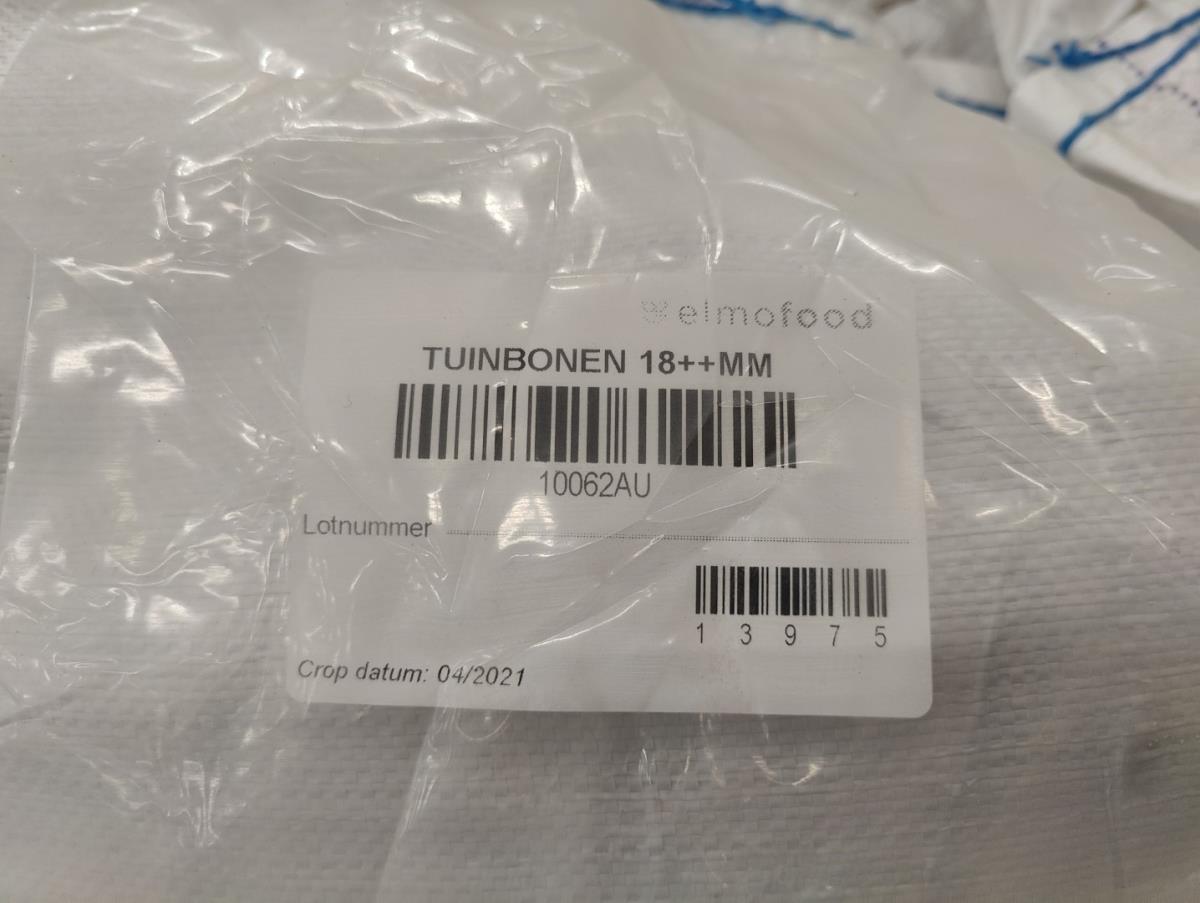 elmofood
TUINBONEN 18++MM
10062AU
Lotnummer
1 3 9 7 5
Crop datum: 04/2021